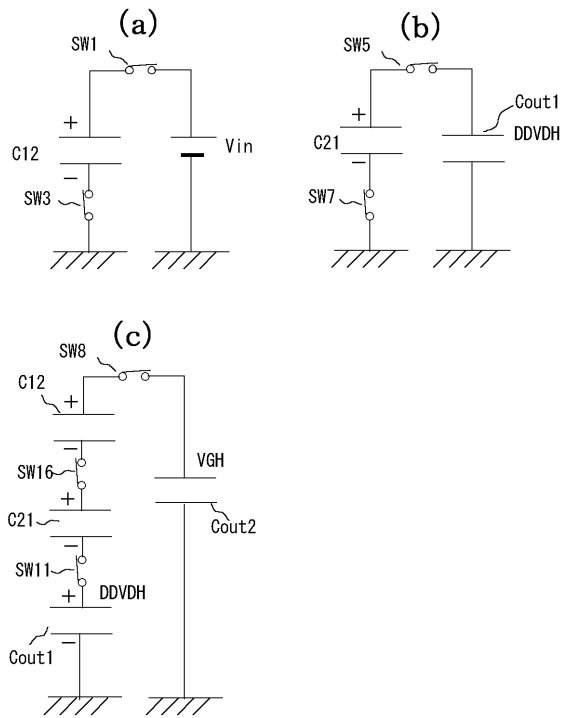 (a)
SW1
+
C12
Vin
−
SW3
(b)
SW5
Cout1
+
DDVDH
C21
−
SW7
(c)
SW8
C12
+
−
SW16
VGH
+
C21
Cout2
−
SW11
+
DDVDH
Cout1
−